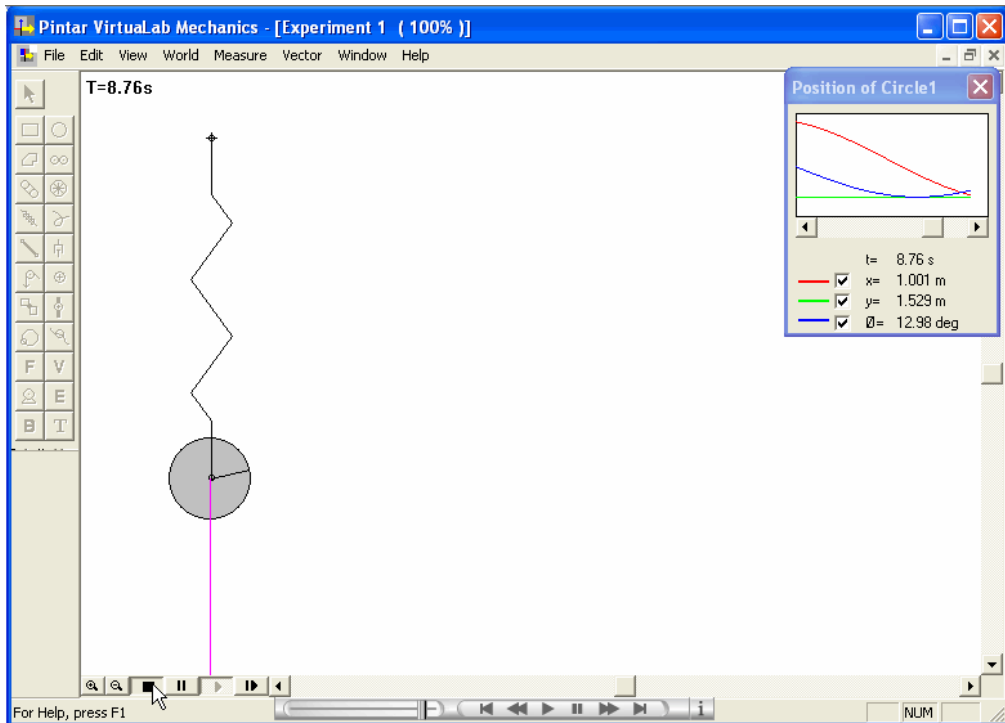 Pintar VirtuaLab Mechanics - [Experiment 1 ( 100% )]
File Edit View World Measure Vector Window Help
T=8.76s
Position of Circle1
t= 8.76 s
x= 1.001 m
y= 1.529 m
Ø= 12.98 deg
F V
E
B T
For Help, press F1
i
NUM